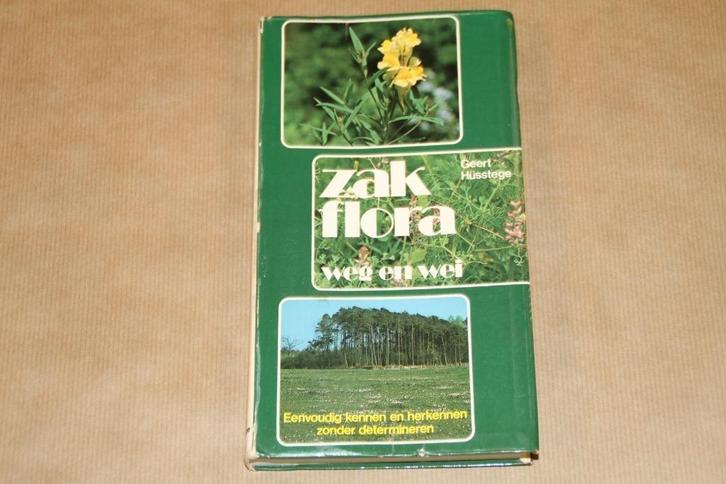 Geert
Hüsstege
zak
flora
weg en wei
Eenvoudig kennen en herkennen
zonder determineren